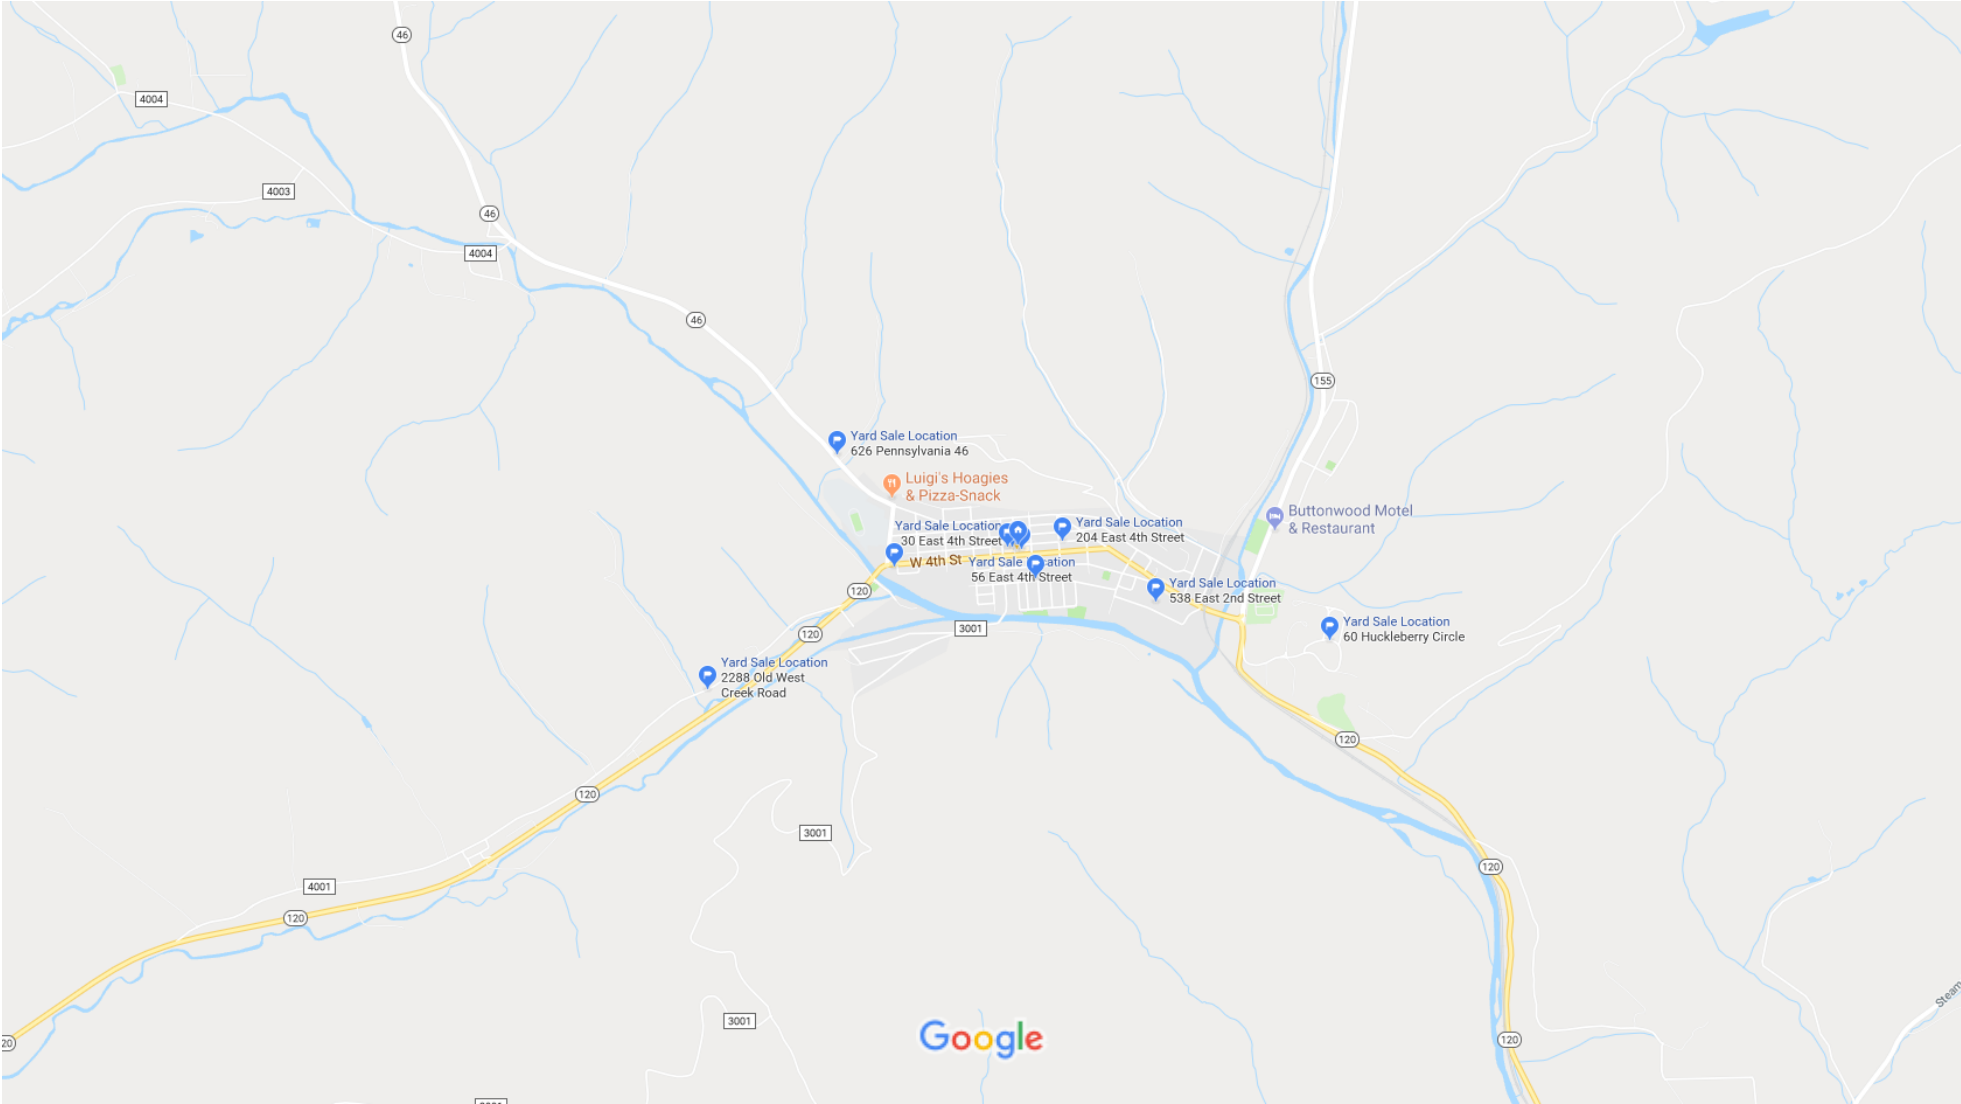 46
4004
4003
46
4004
46
155
Yard Sale Location
626 Pennsylvania 46
Luigi's Hoagies
& Pizza-Snack
Buttonwood Motel
& Restaurant
Yard Sale Location
30 East 4th Street
Yard Sale Location
204 East 4th Street
W 4th St
Yard Sale Location
56 East 4th Street
Yard Sale Location
538 East 2nd Street
120
Yard Sale Location
60 Huckleberry Circle
3001
120
Yard Sale Location
2288 Old West
Creek Road
120
120
3001
120
4001
120
Steam
3001
Google
120
20